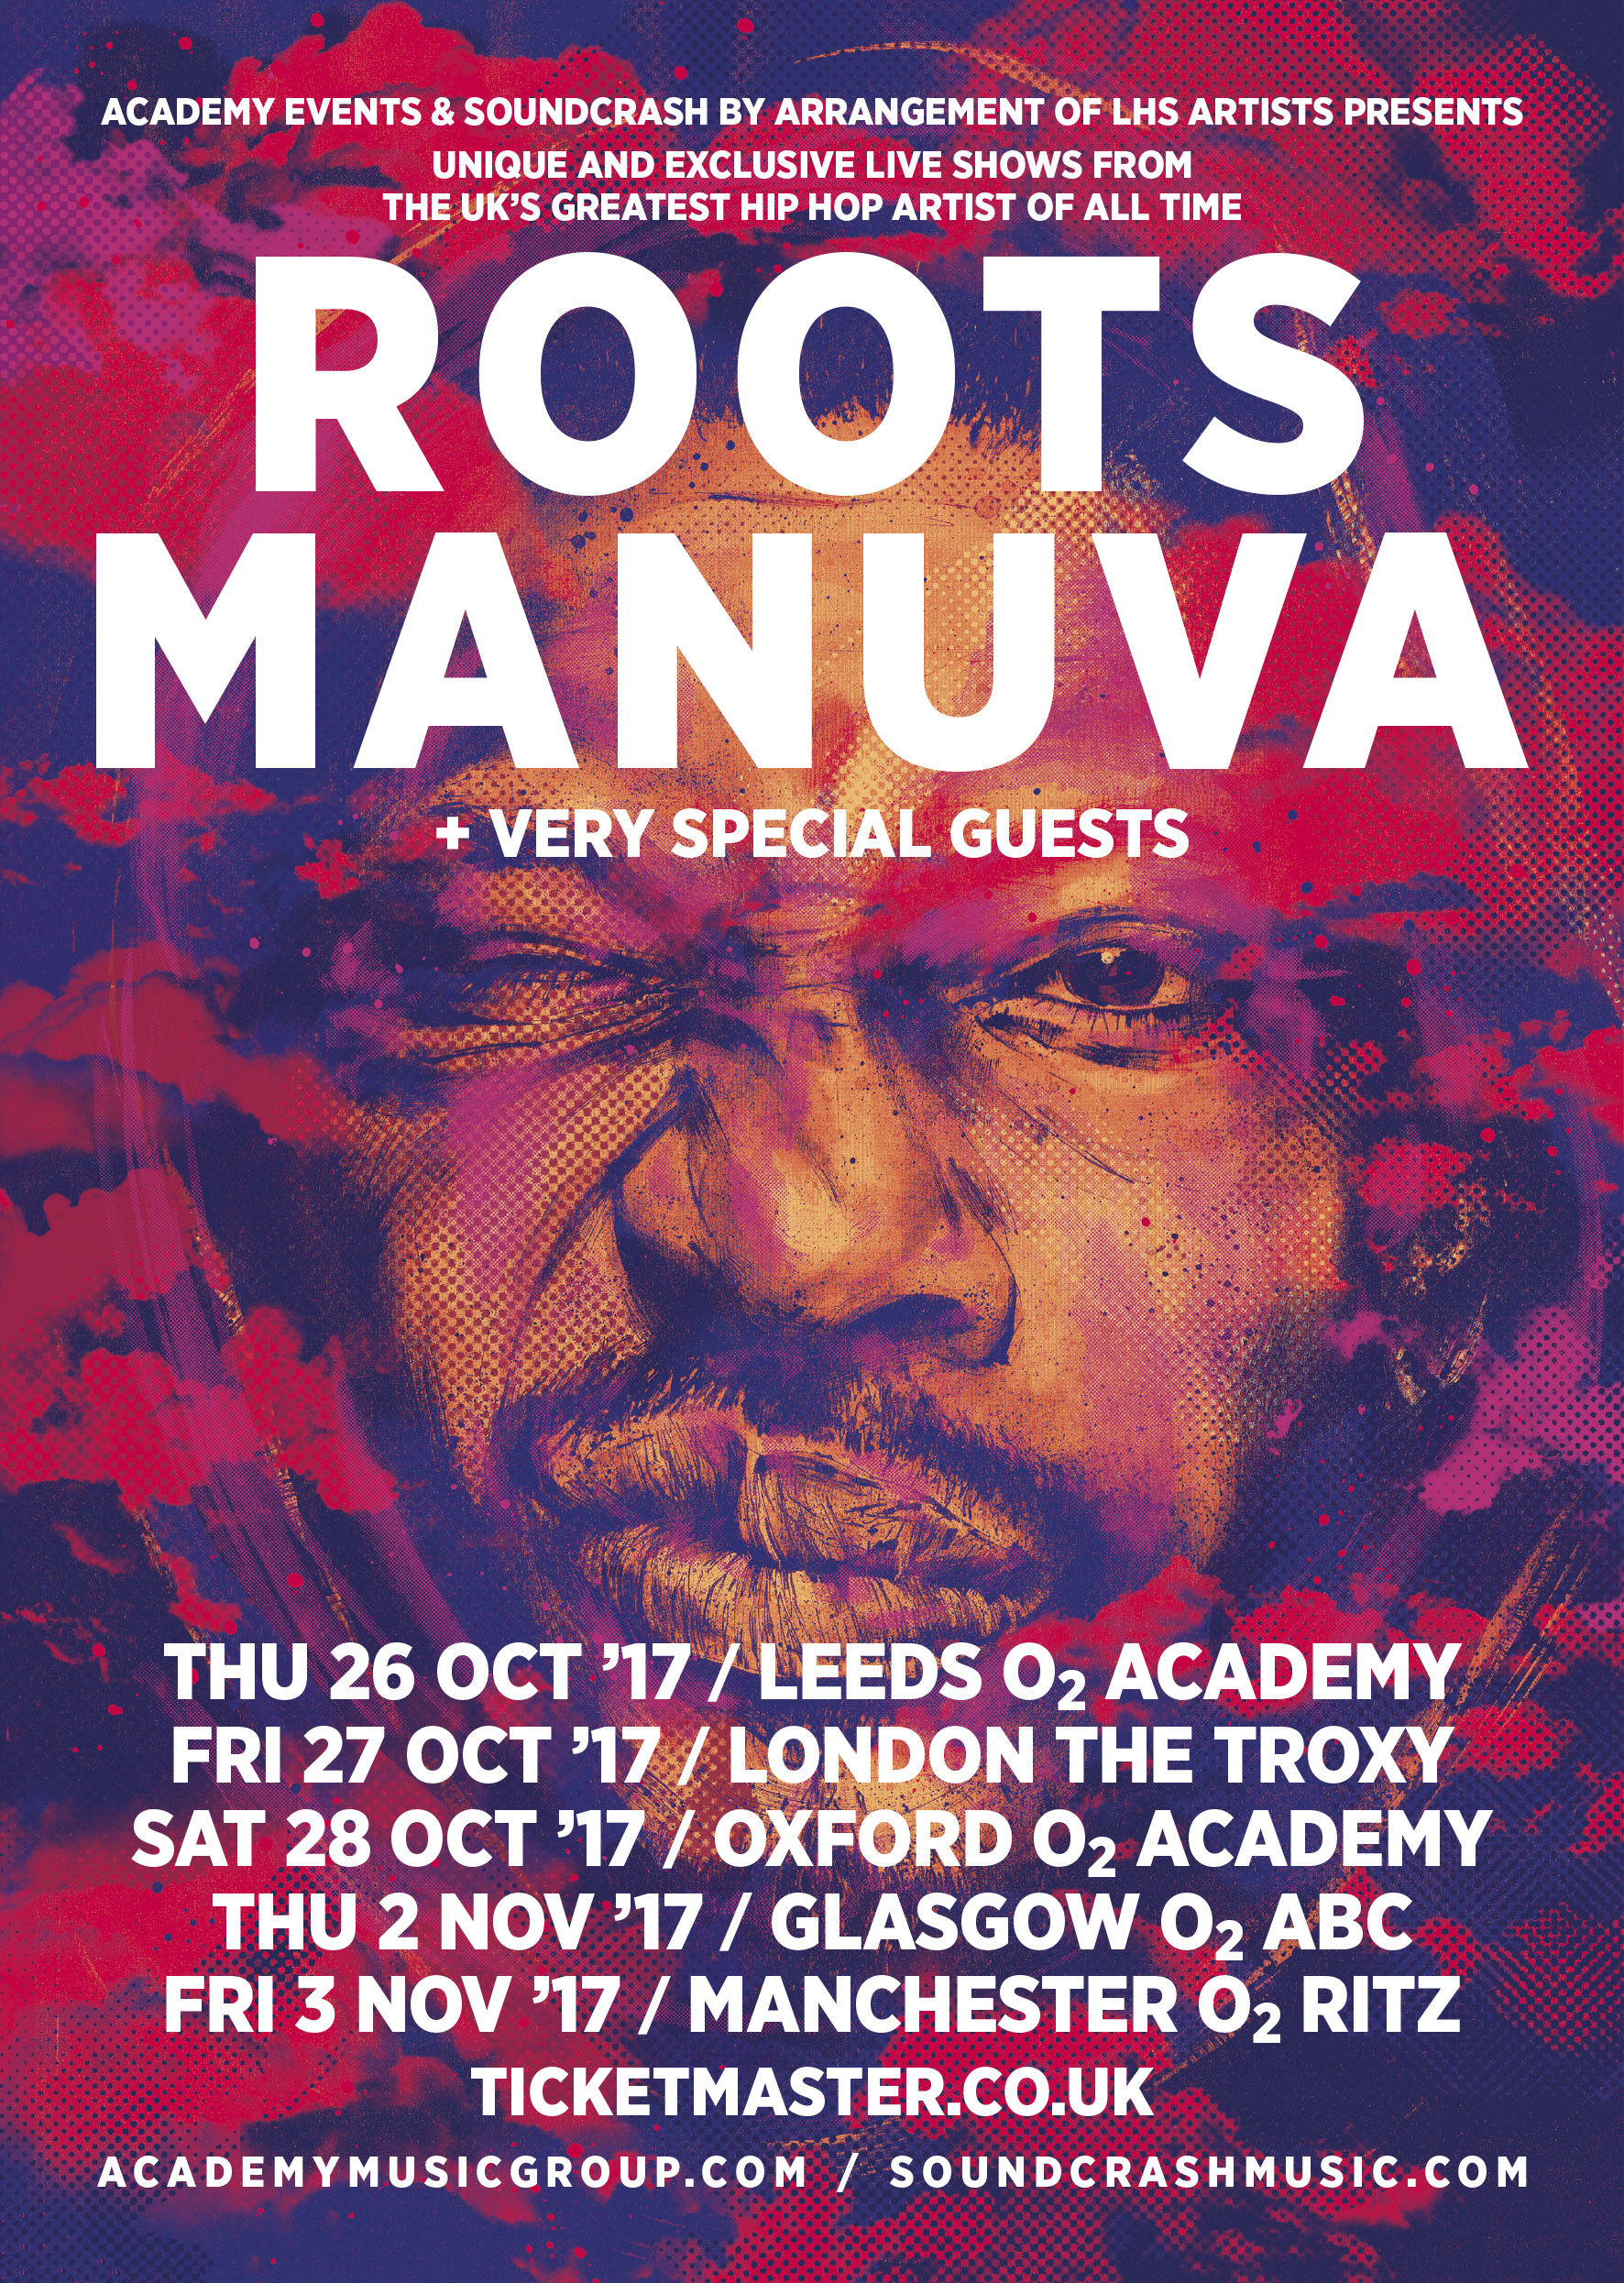 ACADEMY EVENTS & SOUNDCRASH BY ARRANGEMENT OF LHS ARTISTS PRESENTS
UNIQUE AND EXCLUSIVE LIVE SHOWS FROM
THE UK’S GREATEST HIP HOP ARTIST OF ALL TIME
ROOTS
MANUVA
+ VERY SPECIAL GUESTS
THU 26 OCT ’17 / LEEDS O₂ ACADEMY
FRI 27 OCT ’17 / LONDON THE TROXY
SAT 28 OCT ’17 / OXFORD O₂ ACADEMY
THU 2 NOV ’17 / GLASGOW O₂ ABC
FRI 3 NOV ’17 / MANCHESTER O₂ RITZ
TICKETMASTER.CO.UK
ACADEMYMUSICGROUP.COM / SOUNDCRASHMUSIC.COM